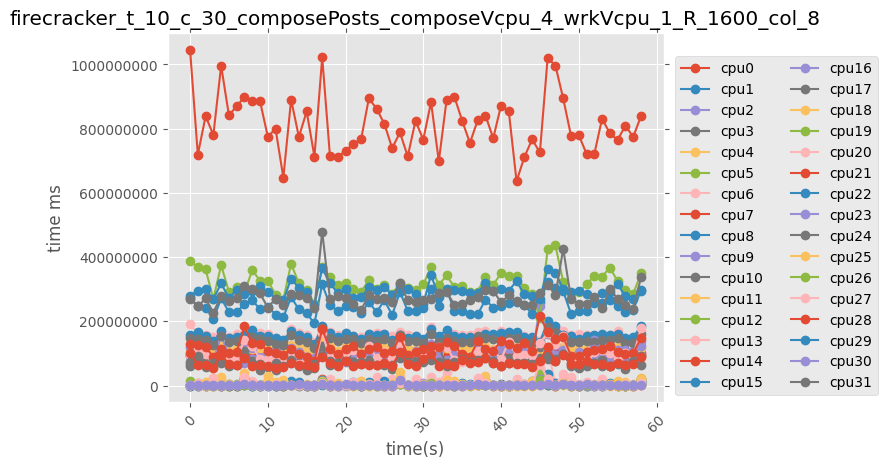 firecracker_t_10_c_30_composePosts_composeVcpu_4_wrkVcpu_1_R_1600_col_8
time ms
1000000000
800000000
600000000
400000000
200000000
0
0
10
20
30
40
50
60
time(s)
cpu0
cpu1
cpu2
cpu3
cpu4
cpu5
cpu6
cpu7
cpu8
cpu9
cpu10
cpu11
cpu12
cpu13
cpu14
cpu15
cpu16
cpu17
cpu18
cpu19
cpu20
cpu21
cpu22
cpu23
cpu24
cpu25
cpu26
cpu27
cpu28
cpu29
cpu30
cpu31